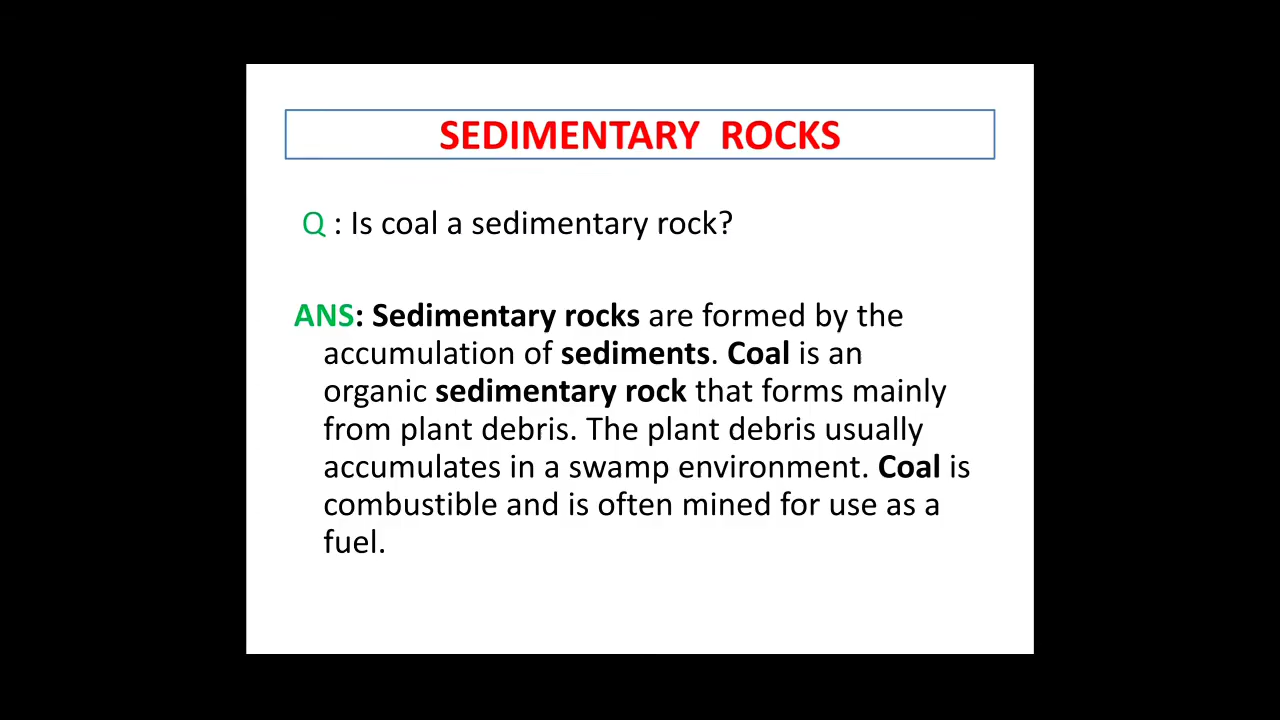 SEDIMENTARY ROCKS
Q : Is coal a sedimentary rock?
ANS: Sedimentary rocks are formed by the
accumulation of sediments. Coal is an
organic sedimentary rock that forms mainly
from plant debris. The plant debris usually
accumulates in a swamp environment. Coal is
combustible and is often mined for use as a
fuel.